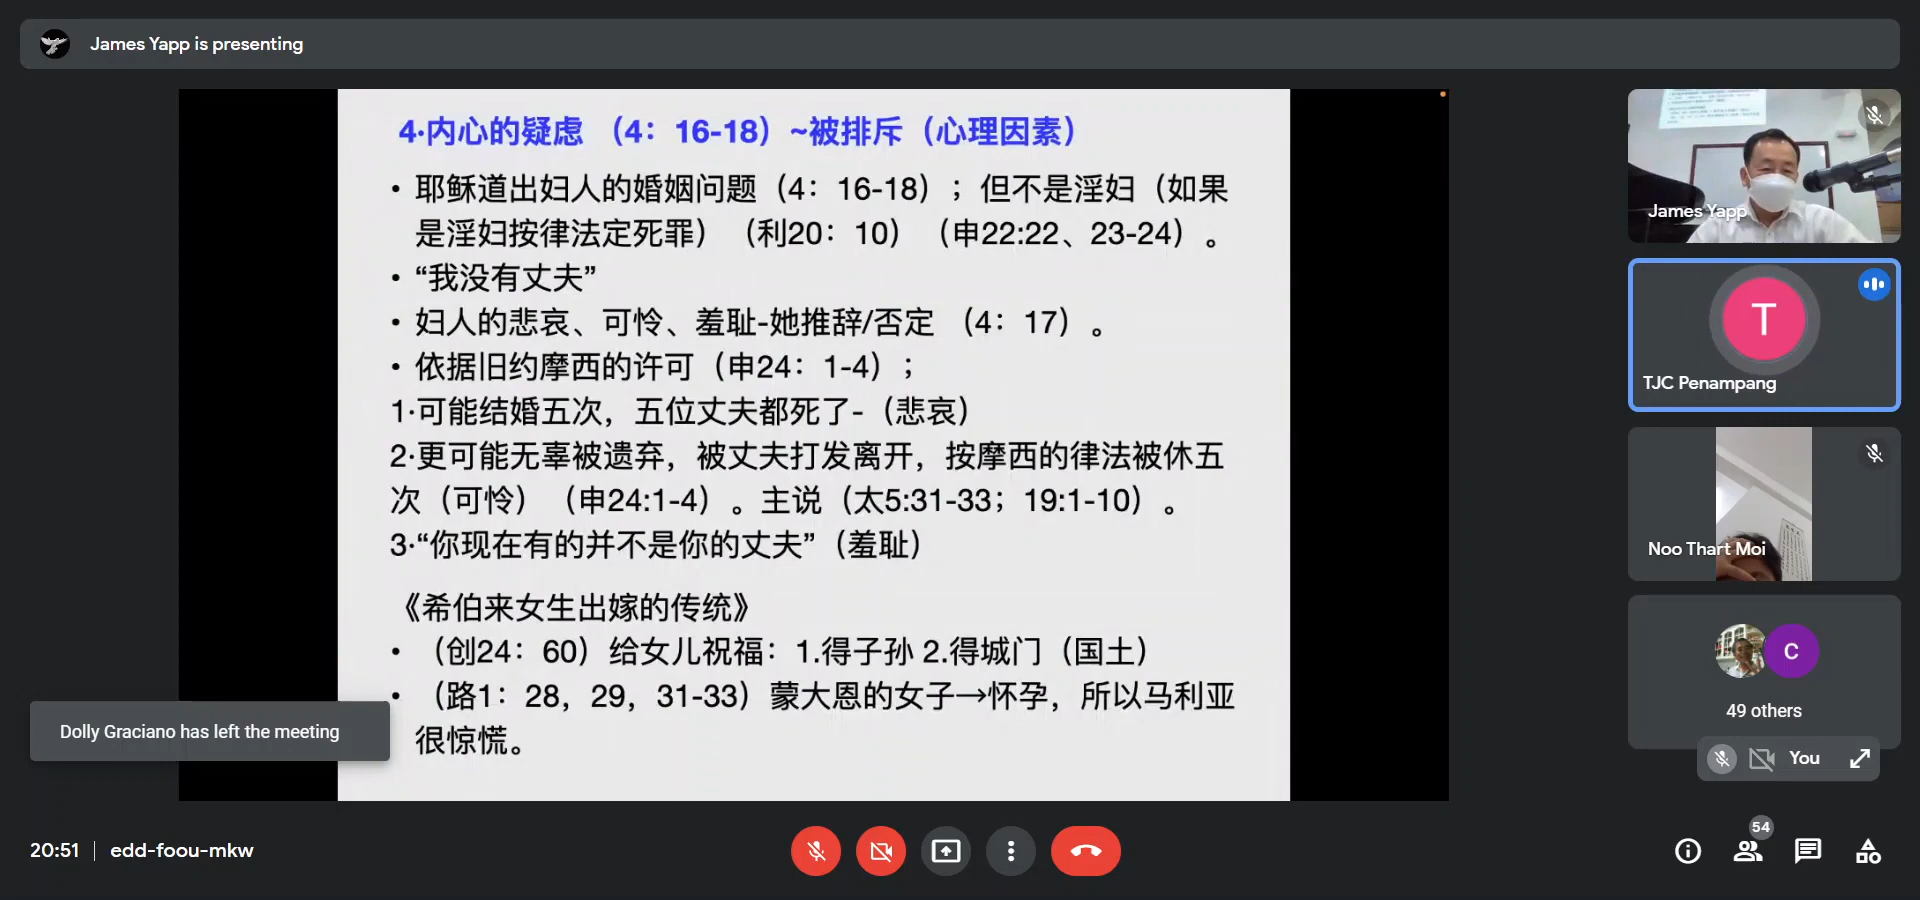 James Yapp is presenting
4·内心的疑虑 （4：16-18）~被排斥（心理因素）
• 耶稣道出妇人的婚姻问题（4：16-18）；但不是淫妇（如果
是淫妇按律法定死罪）（利20：10）（申22:22、23-24）。
• “我没有丈夫”
• 妇人的悲哀、可怜、羞耻-她推辞/否定 （4：17）。
• 依据旧约摩西的许可（申24：1-4）；
1·可能结婚五次，五位丈夫都死了-（悲哀）
2·更可能无辜被遗弃，被丈夫打发离开，按摩西的律法被休五
次（可怜）（申24:1-4）。主说（太5:31-33；19:1-10）。
3·“你现在有的并不是你的丈夫”（羞耻）
《希伯来女生出嫁的传统》
• （创24：60）给女儿祝福：1.得子孙 2.得城门（国土）
• （路1：28，29，31-33）蒙大恩的女子→怀孕，所以马利亚
很惊慌。
James Yapp
T
TJC Penampang
Noo Thart Moi
C
49 others
You
Dolly Graciano has left the meeting
20:51 | edd-foou-mkw
54